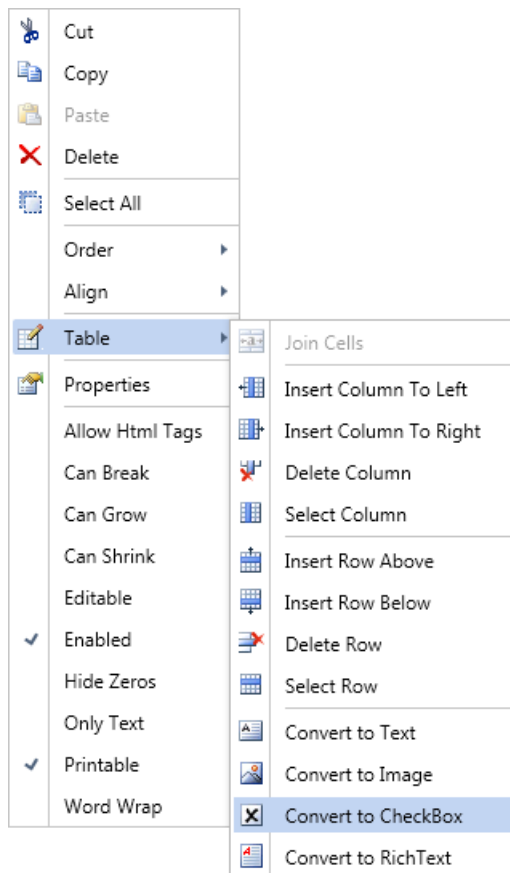 Cut
Copy
Paste
Delete
Select All
Order
Align
Table
Properties
Allow Html Tags
Can Break
Can Grow
Can Shrink
Editable
Enabled
Hide Zeros
Only Text
Printable
Word Wrap
Join Cells
Insert Column To Left
Insert Column To Right
Delete Column
Select Column
Insert Row Above
Insert Row Below
Delete Row
Select Row
Convert to Text
Convert to Image
Convert to CheckBox
Convert to RichText